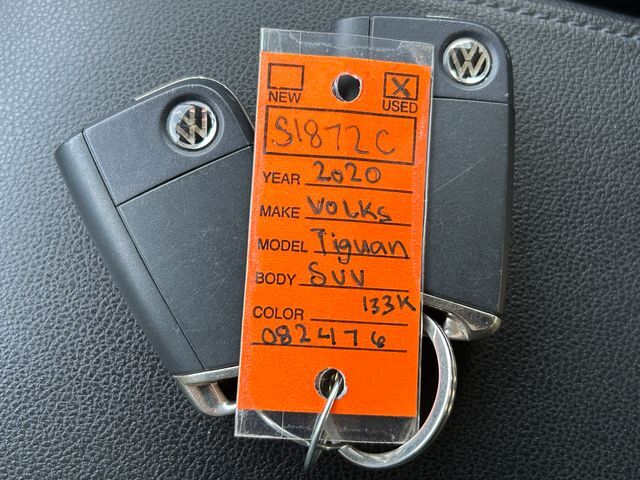 NEW X USED
S1872C
YEAR 2020
MAKE Volks
MODEL Tiguan
BODY SUV
133K
COLOR
082476